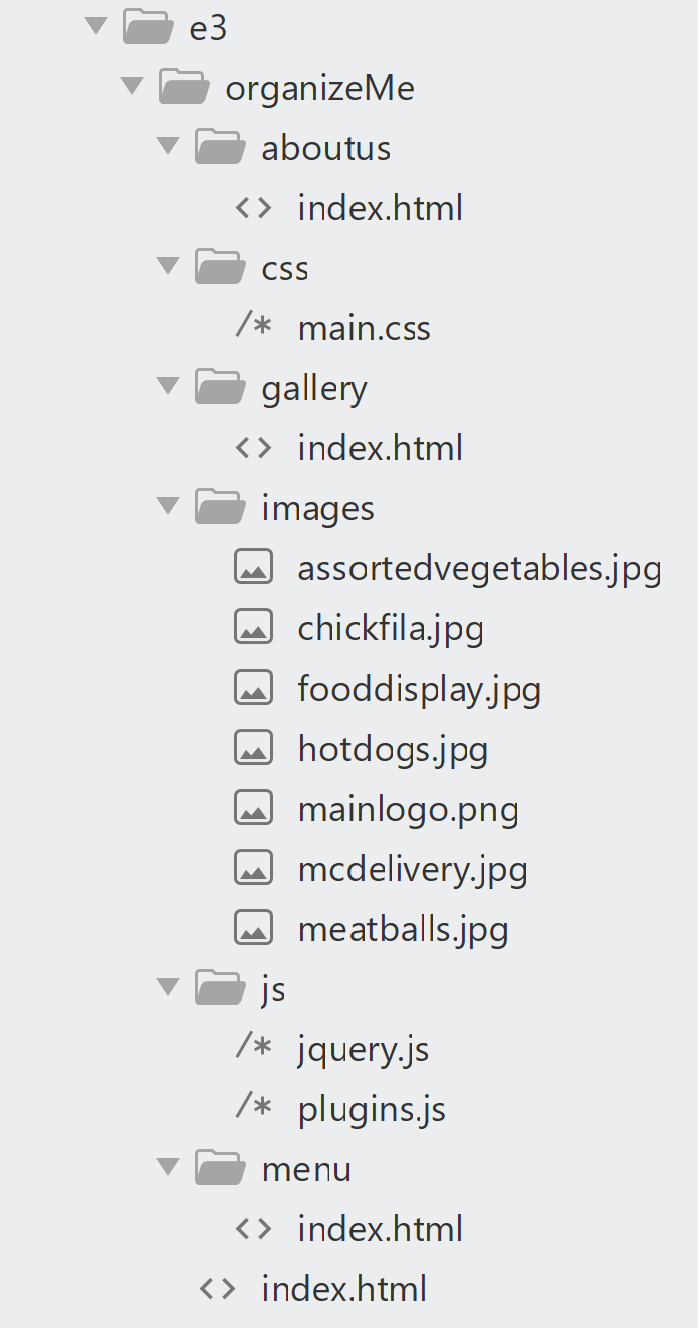 e3
organizeMe
aboutus
index.html
css
main.css
gallery
index.html
images
assortedvegetables.jpg
chickfila.jpg
fooddisplay.jpg
hotdogs.jpg
mainlogo.png
mcdelivery.jpg
meatballs.jpg
js
jquery.js
plugins.js
menu
index.html
index.html